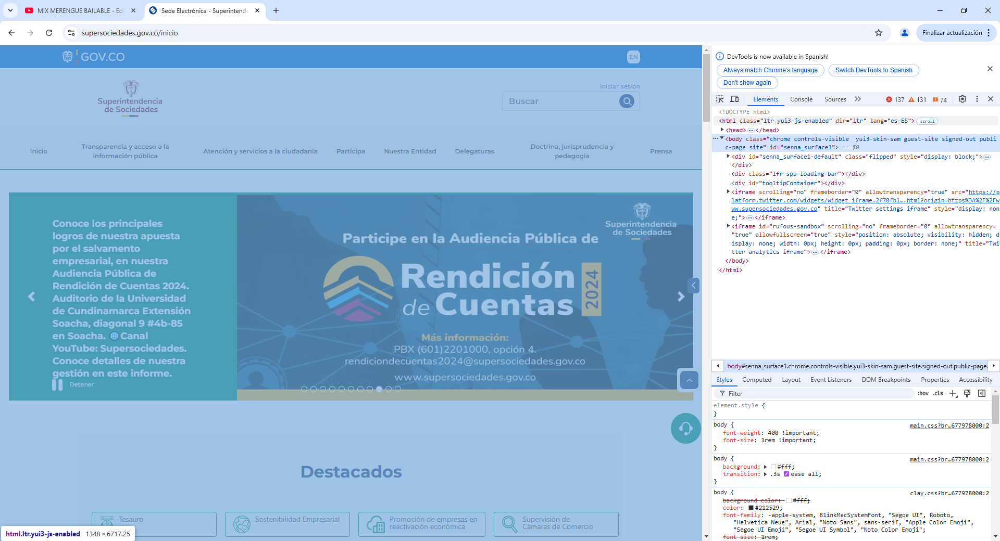 MIX MERENGUE BAILABLE - Ed
Sede Electrónica - Superintende
supersociedades.gov.co/inicio
Finalizar actualización
GOV.CO
EN
Superintendencia
de Sociedades
Iniciar sesión
Buscar
Inicio
Transparencia y acceso a la
información pública
Atención y servicios a la ciudadanía
Participa
Nuestra Entidad
Delegaturas
Doctrina, jurisprudencia y
pedagogía
Prensa
Conoce los principales
logros de nuestra apuesta
por el salvamento
empresarial, en nuestra
Audiencia Pública de
Rendición de Cuentas 2024.
Auditorio de la Universidad
de Cundinamarca Extensión
Soacha, diagonal 9 #4b-85
en Soacha. 🌐Canal
YouTube: Supersociedades.
Conoce detalles de nuestra
gestión en este informe.
Detener
Superintendencia
de Sociedades
Participe en la Audiencia Pública de
Rendición
de Cuentas
2024
Más información:
PBX (601)2201000, opción 4.
rendiciondecuentas2024@supersociedades.gov.co
www.supersociedades.gov.co
Destacados
Tesauro
Sostenibilidad Empresarial
Promoción de empresas en
reactivación económica
Supervisión de
Cámaras de Comercio
html.ltr.yui3-js-enabled 1348 × 6717.25
DevTools is now available in Spanish!
Always match Chrome's language
Switch DevTools to Spanish
Don't show again
Elements Console Sources 137 131 74
<!DOCTYPE html>
<html class="ltr yui3-js-enabled" dir="ltr" lang="es-ES"> scroll
<head> … </head>
<body class="chrome controls-visible  yui3-skin-sam guest-site signed-out publi
c-page site" id="senna_surface1"> == $0
<div id="senna_surface1-default" class="flipped" style="display: block;"> …
</div>
<div class="lfr-spa-loading-bar"></div>
<div id="tooltipContainer"></div>
<iframe scrolling="no" frameborder="0" allowtransparency="true" src="https://p
latform.twitter.com/widgets/widget_iframe.2f70fb1….html?origin=https%3A%2F%2Fw
ww.supersociedades.gov.co" title="Twitter settings iframe" style="display: non
e;"> … </iframe>
<iframe id="rufous-sandbox" scrolling="no" frameborder="0" allowtransparency=
"true" allowfullscreen="true" style="position: absolute; visibility: hidden; d
isplay: none; width: 0px; height: 0px; padding: 0px; border: none;" title="Twi
tter analytics iframe"> … </iframe>
</body>
</html>
body#senna_surface1.chrome.controls-visible.yui3-skin-sam.guest-site.signed-out.public-page.
Styles Computed Layout Event Listeners DOM Breakpoints Properties Accessibility
Filter :hov .cls
element.style {
}
body { main.css?br…677978000:2
font-weight: 400 !important;
font-size: 1rem !important;
}
body { main.css?br…677978000:2
background: #fff;
transition: .3s ease all;
}
body { clay.css?br…677978000:2
background-color: #fff;
color: #212529;
font-family: -apple-system, BlinkMacSystemFont, "Segoe UI", Roboto,
"Helvetica Neue", Arial, "Noto Sans", sans-serif, "Apple Color Emoji",
"Segoe UI Emoji", "Segoe UI Symbol", "Noto Color Emoji";
font-size: 1rem;